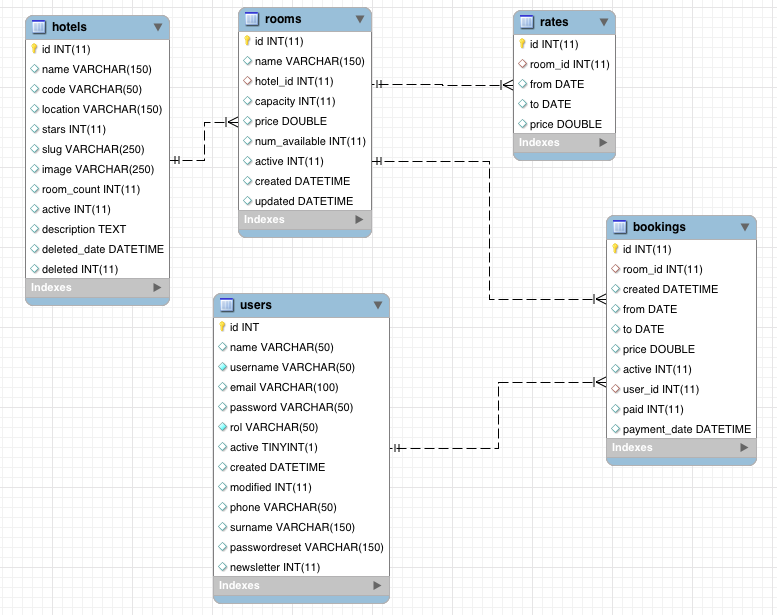 hotels
id INT(11)
name VARCHAR(150)
code VARCHAR(50)
location VARCHAR(150)
stars INT(11)
slug VARCHAR(250)
image VARCHAR(250)
room_count INT(11)
active INT(11)
description TEXT
deleted_date DATETIME
deleted INT(11)
Indexes
rooms
id INT(11)
name VARCHAR(150)
hotel_id INT(11)
capacity INT(11)
price DOUBLE
num_available INT(11)
active INT(11)
created DATETIME
updated DATETIME
Indexes
rates
id INT(11)
room_id INT(11)
from DATE
to DATE
price DOUBLE
Indexes
users
id INT
name VARCHAR(50)
username VARCHAR(50)
email VARCHAR(100)
password VARCHAR(50)
rol VARCHAR(50)
active TINYINT(1)
created DATETIME
modified INT(11)
phone VARCHAR(50)
surname VARCHAR(150)
passwordreset VARCHAR(150)
newsletter INT(11)
Indexes
bookings
id INT(11)
room_id INT(11)
created DATETIME
from DATE
to DATE
price DOUBLE
active INT(11)
user_id INT(11)
paid INT(11)
payment_date DATETIME
Indexes